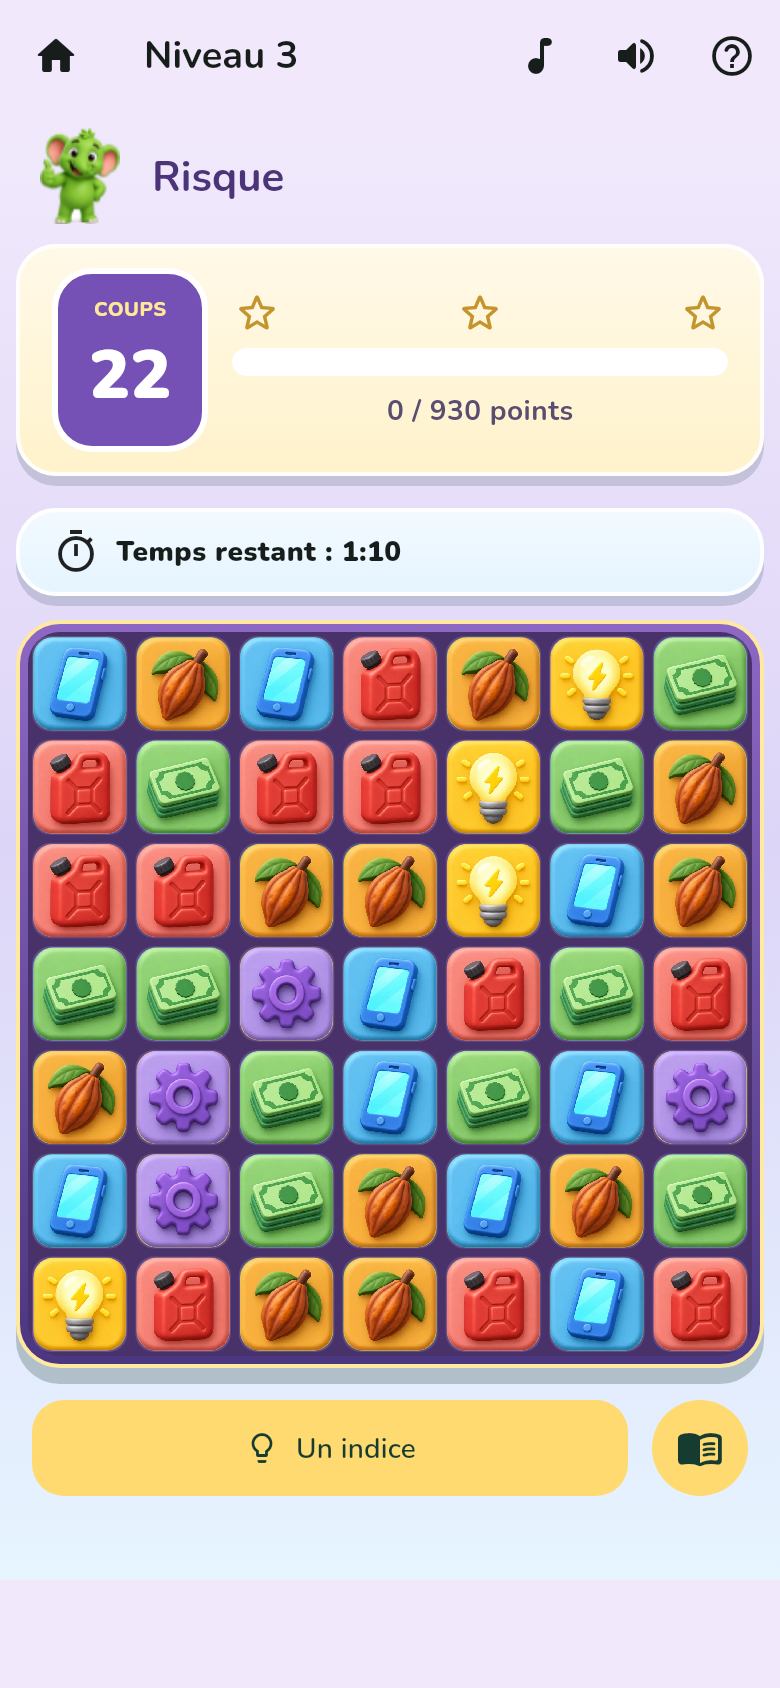 Niveau 3
Risque
COUPS
22
0 / 930 points
Temps restant : 1:10
Un indice